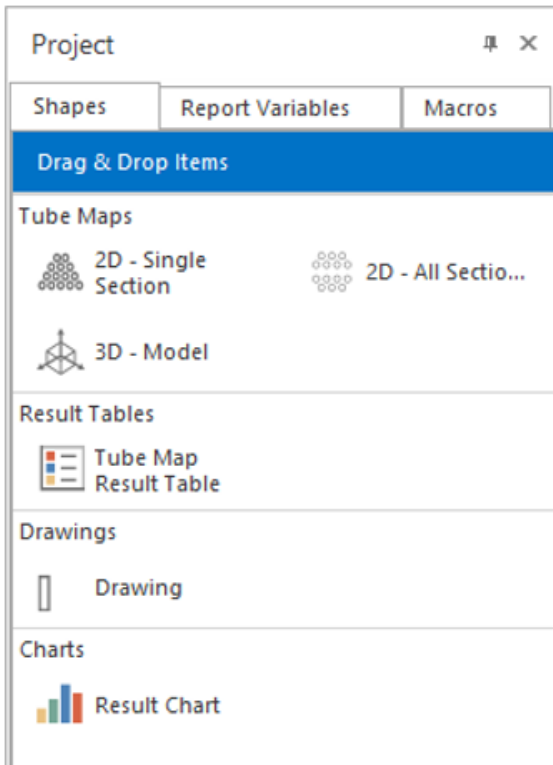 Project
Shapes
Report Variables
Macros
Drag & Drop Items
Tube Maps
2D - Single
Section
2D - All Sectio...
3D - Model
Result Tables
Tube Map
Result Table
Drawings
Drawing
Charts
Result Chart